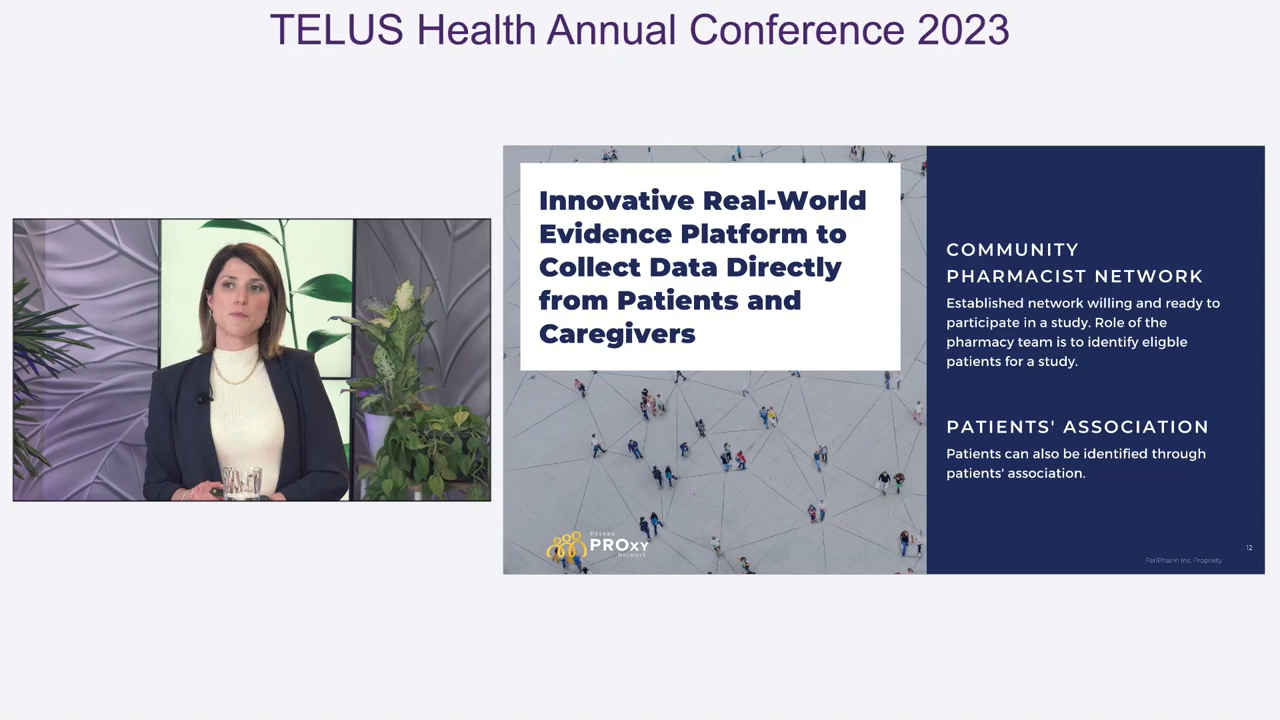 TELUS Health Annual Conference 2023
Innovative Real-World
Evidence Platform to
Collect Data Directly
from Patients and
Caregivers
Réseau
PROxy
Network
COMMUNITY
PHARMACIST NETWORK
Established network willing and ready to
participate in a study. Role of the
pharmacy team is to identify eligble
patients for a study.
PATIENTS' ASSOCIATION
Patients can also be identified through
patients' association.
12
PeriPharm Inc. Propriety